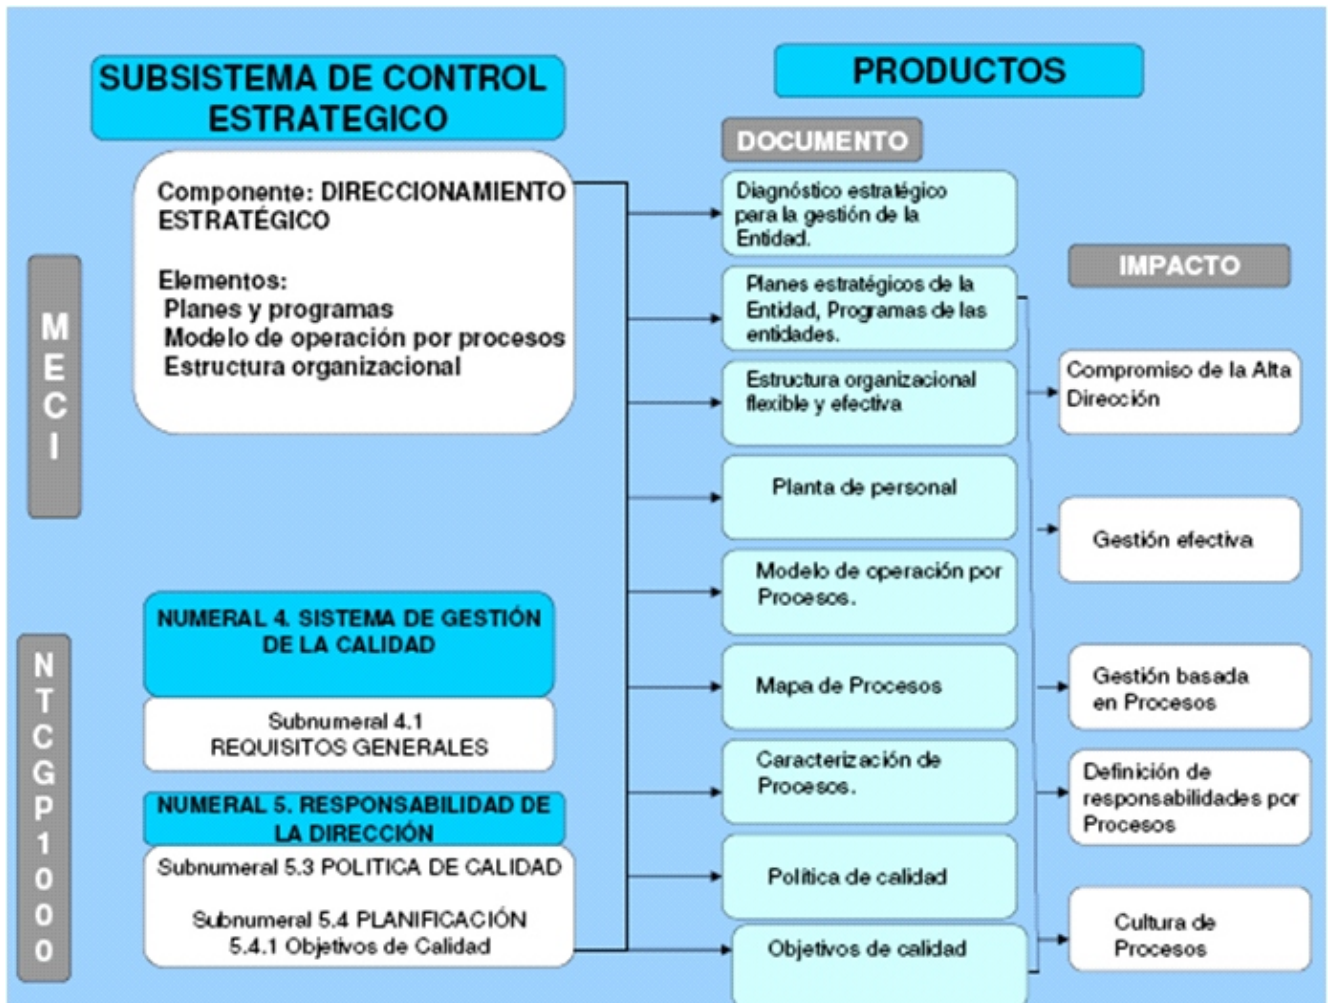 SUBSISTEMA DE CONTROL
ESTRATEGICO
Componente: DIRECCIONAMIENTO
ESTRATÉGICO
Elementos:
Planes y programas
Modelo de operación por procesos
Estructura organizacional
MECI
NUMERAL 4. SISTEMA DE GESTIÓN
DE LA CALIDAD
Subnumeral 4.1
REQUISITOS GENERALES
NUMERAL 5. RESPONSABILIDAD DE
LA DIRECCIÓN
Subnumeral 5.3 POLITICA DE CALIDAD
Subnumeral 5.4 PLANIFICACIÓN
5.4.1 Objetivos de Calidad
NTCGP1000
PRODUCTOS
DOCUMENTO
Diagnóstico estratégico
para la gestión de la
Entidad.
Planes estratégicos de la
Entidad, Programas de las
entidades.
Estructura organizacional
flexible y efectiva
Planta de personal
Modelo de operación por
Procesos.
Mapa de Procesos
Caracterización de
Procesos.
Política de calidad
Objetivos de calidad
IMPACTO
Compromiso de la Alta
Dirección
Gestión efectiva
Gestión basada
en Procesos
Definición de
responsabilidades por
Procesos
Cultura de
Procesos